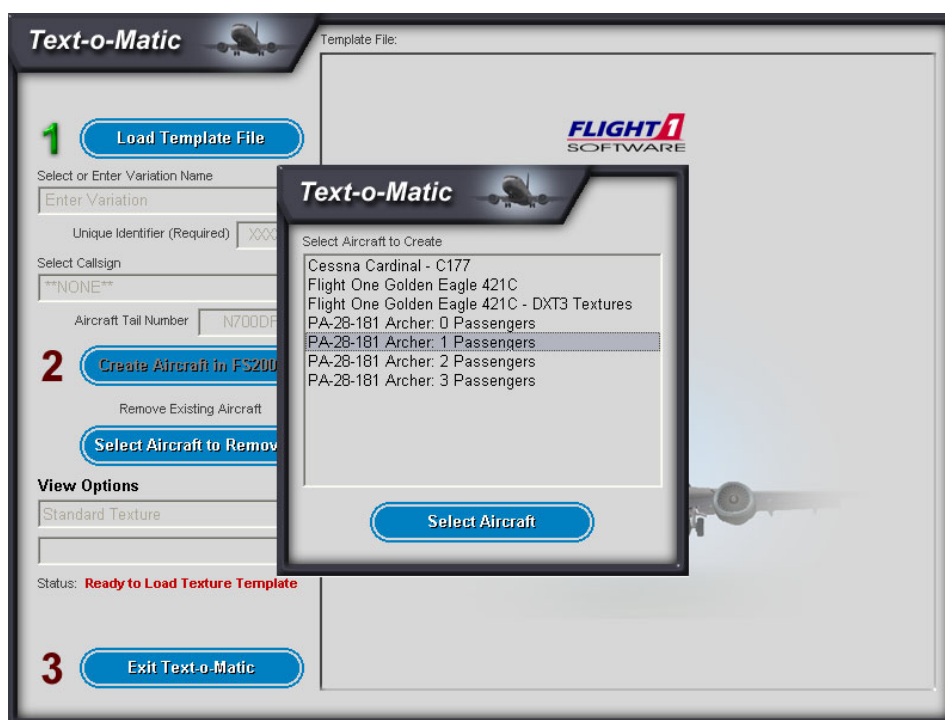 Text-o-Matic
Template File:
1
Load Template File
FLIGHT1
SOFTWARE
Select or Enter Variation Name
Enter Variation
Unique Identifier (Required)
Select Callsign
**NONE**
Aircraft Tail Number
2
Remove Existing Aircraft
Select Aircraft to
View Options
Standard Texture
Status: Ready to Load Texture Template
3
Exit Text-o-Matic
Text-o-Matic
Select Aircraft to Create
Cessna Cardinal - C177
Flight One Golden Eagle 421C
Flight One Golden Eagle 421C - DXT3 Textures
PA-28-181 Archer: 0 Passengers
PA-28-181 Archer: 1 Passengers
PA-28-181 Archer: 2 Passengers
PA-28-181 Archer: 3 Passengers
Select Aircraft